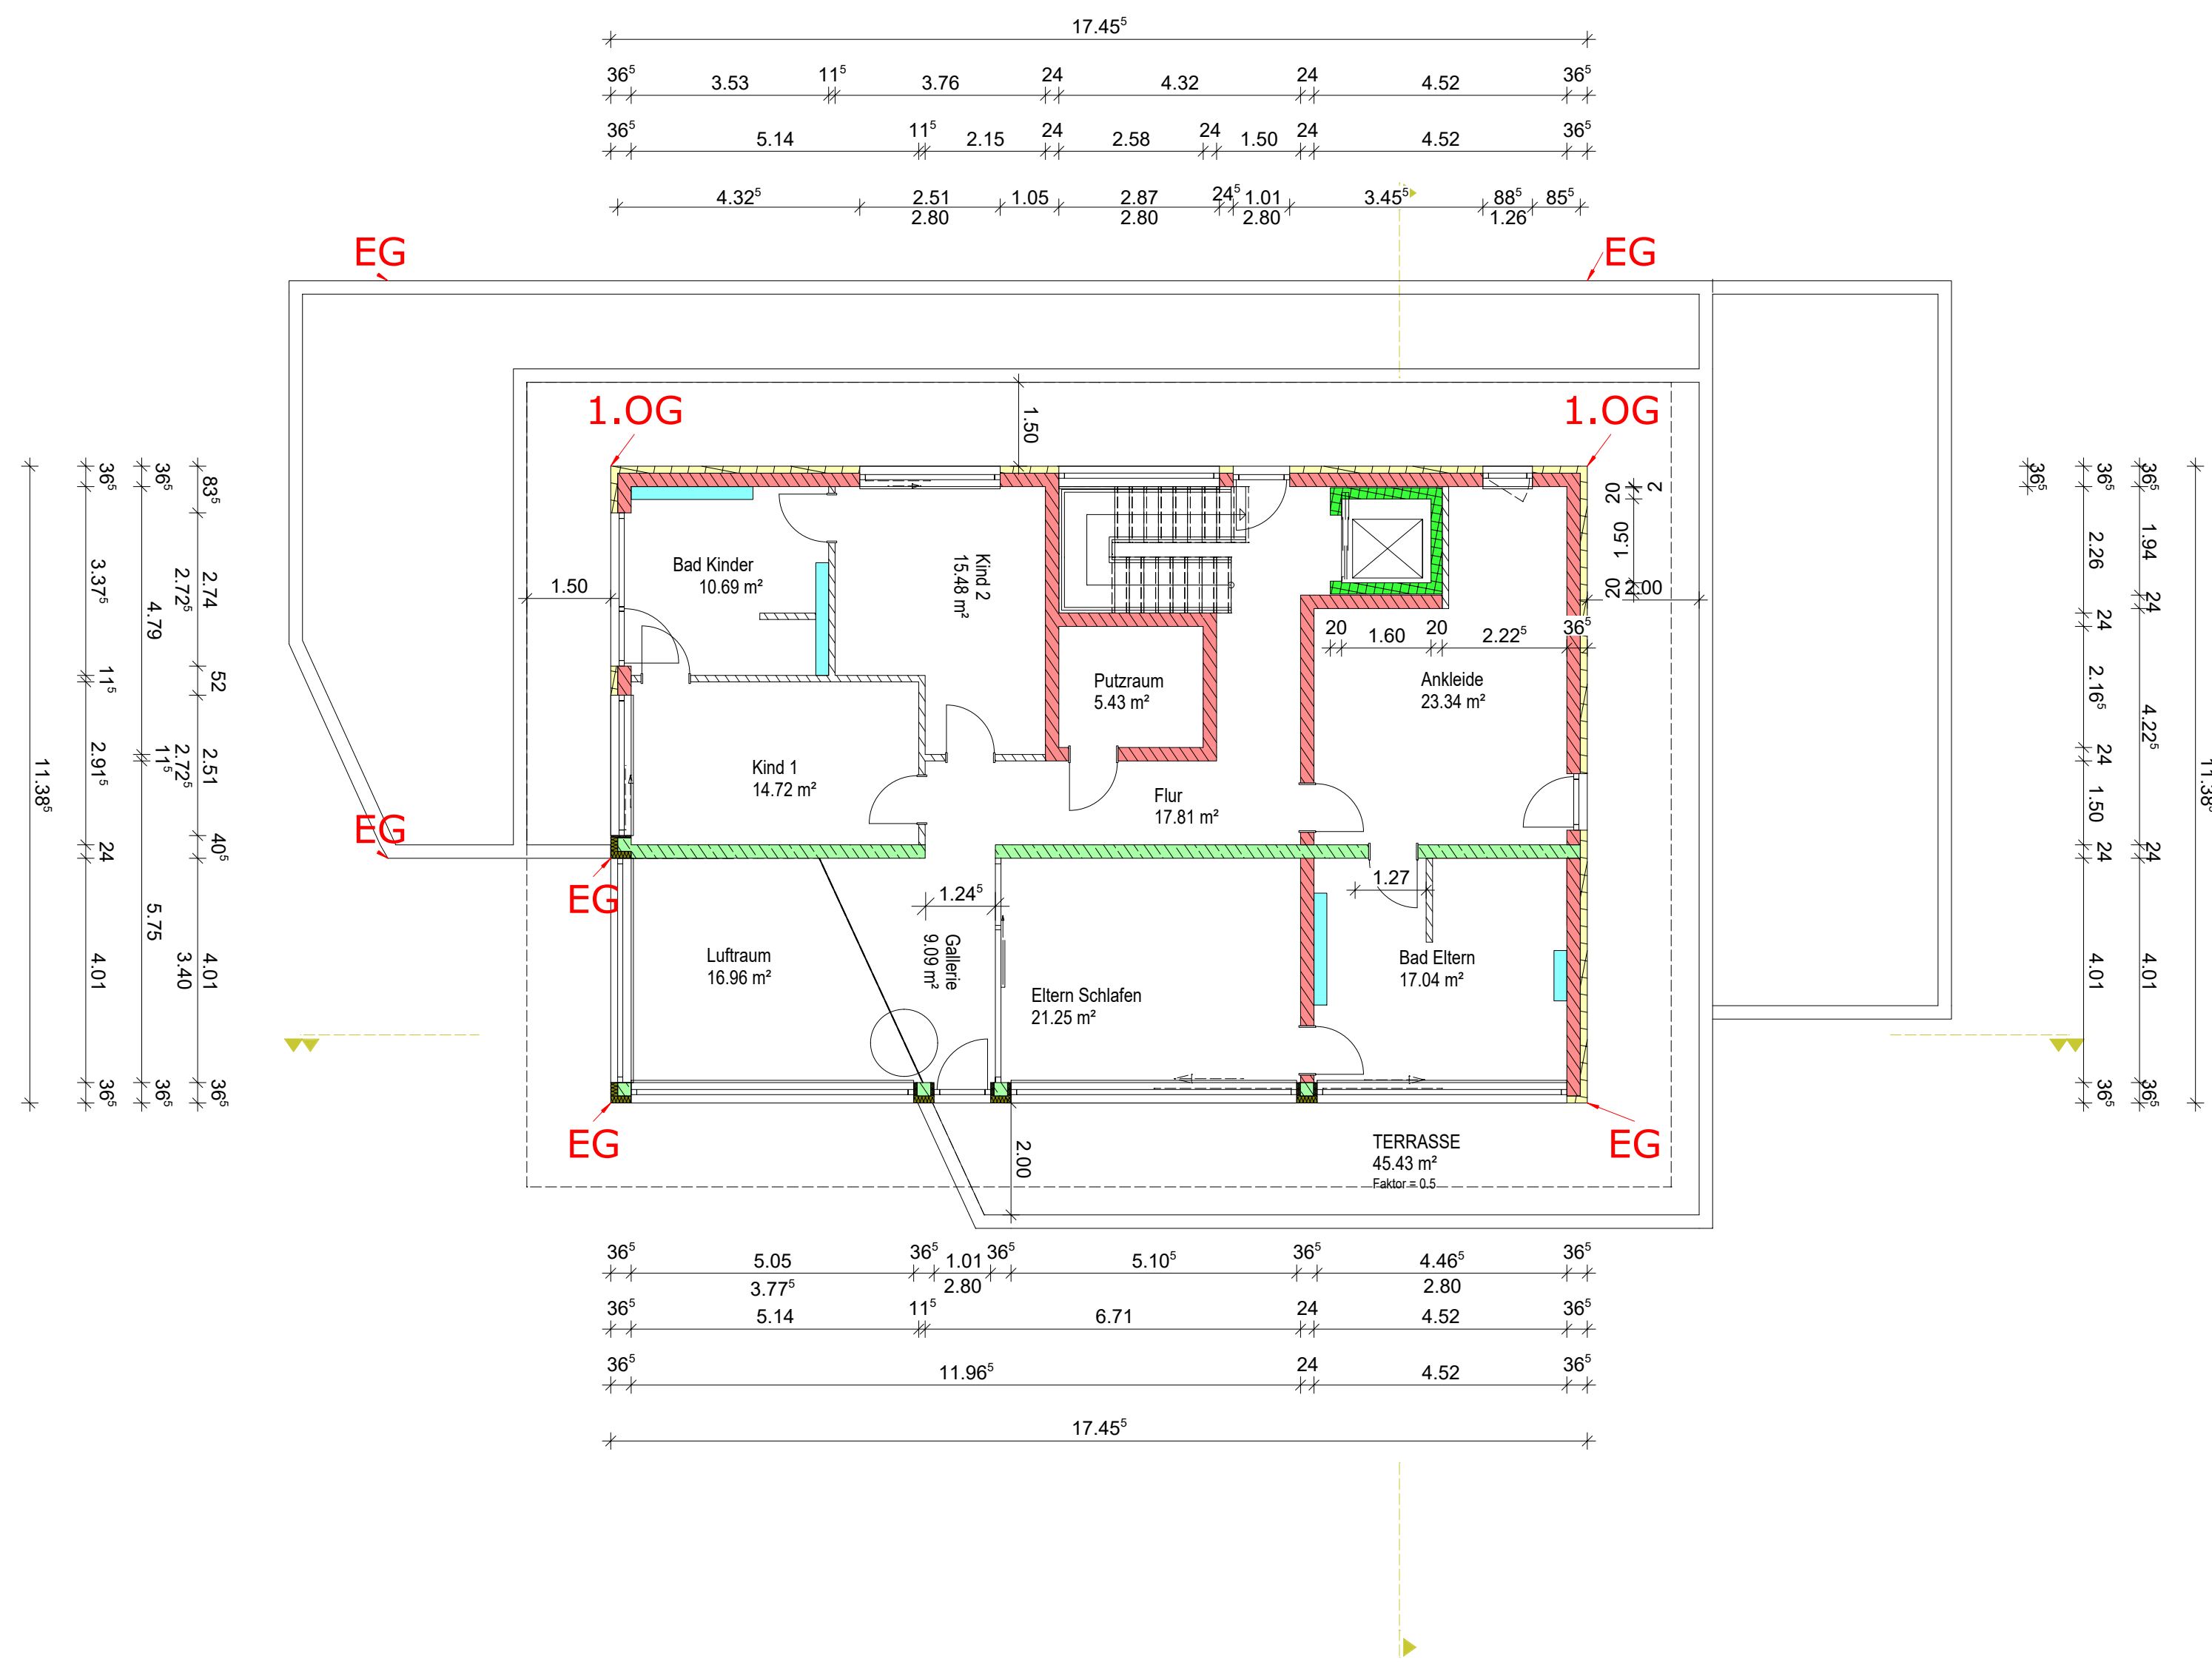 17.45⁵
36⁵ 3.53 11⁵ 3.76 24 4.32 24 4.52 36⁵
36⁵ 5.14 11⁵ 2.15 24 2.58 24 1.50 24 4.52 36⁵
4.32⁵ 2.51 1.05 2.87 24⁵ 1.01 3.45⁵ 88⁵ 85⁵
2.80 2.80 2.80 1.26
EG EG
1.OG 1.OG
1.50
11.38⁵
36⁵ 3.37⁵ 11⁵ 2.91⁵ 24 4.01 36⁵
36⁵ 4.79 11⁵ 5.75 36⁵
83⁵ 2.74 52 2.51 40⁵ 4.01 36⁵
2.72⁵ 2.72⁵ 3.40
1.50
Bad Kinder
10.69 m²
Kind 2
15.48 m²
Putzraum
5.43 m²
Kind 1
14.72 m²
Flur
17.81 m²
Ankleide
23.34 m²
20 1.60 20 2.22⁵ 36⁵
20 1.50 20
2
2.00
EG
EG
1.24⁵
1.27
Luftraum
16.96 m²
Gallerie
9.09 m²
Eltern Schlafen
21.25 m²
Bad Eltern
17.04 m²
EG EG
2.00
TERRASSE
45.43 m²
Faktor = 0.5
36⁵
36⁵ 2.26 24 2.16⁵ 24 1.50 24 4.01 36⁵
36⁵ 1.94 24 4.22⁵ 24 4.01 36⁵
11.38⁵
36⁵ 5.05 36⁵ 1.01 36⁵ 5.10⁵ 36⁵ 4.46⁵ 36⁵
3.77⁵ 2.80 2.80
36⁵ 5.14 11⁵ 6.71 24 4.52 36⁵
36⁵ 11.96⁵ 24 4.52 36⁵
17.45⁵